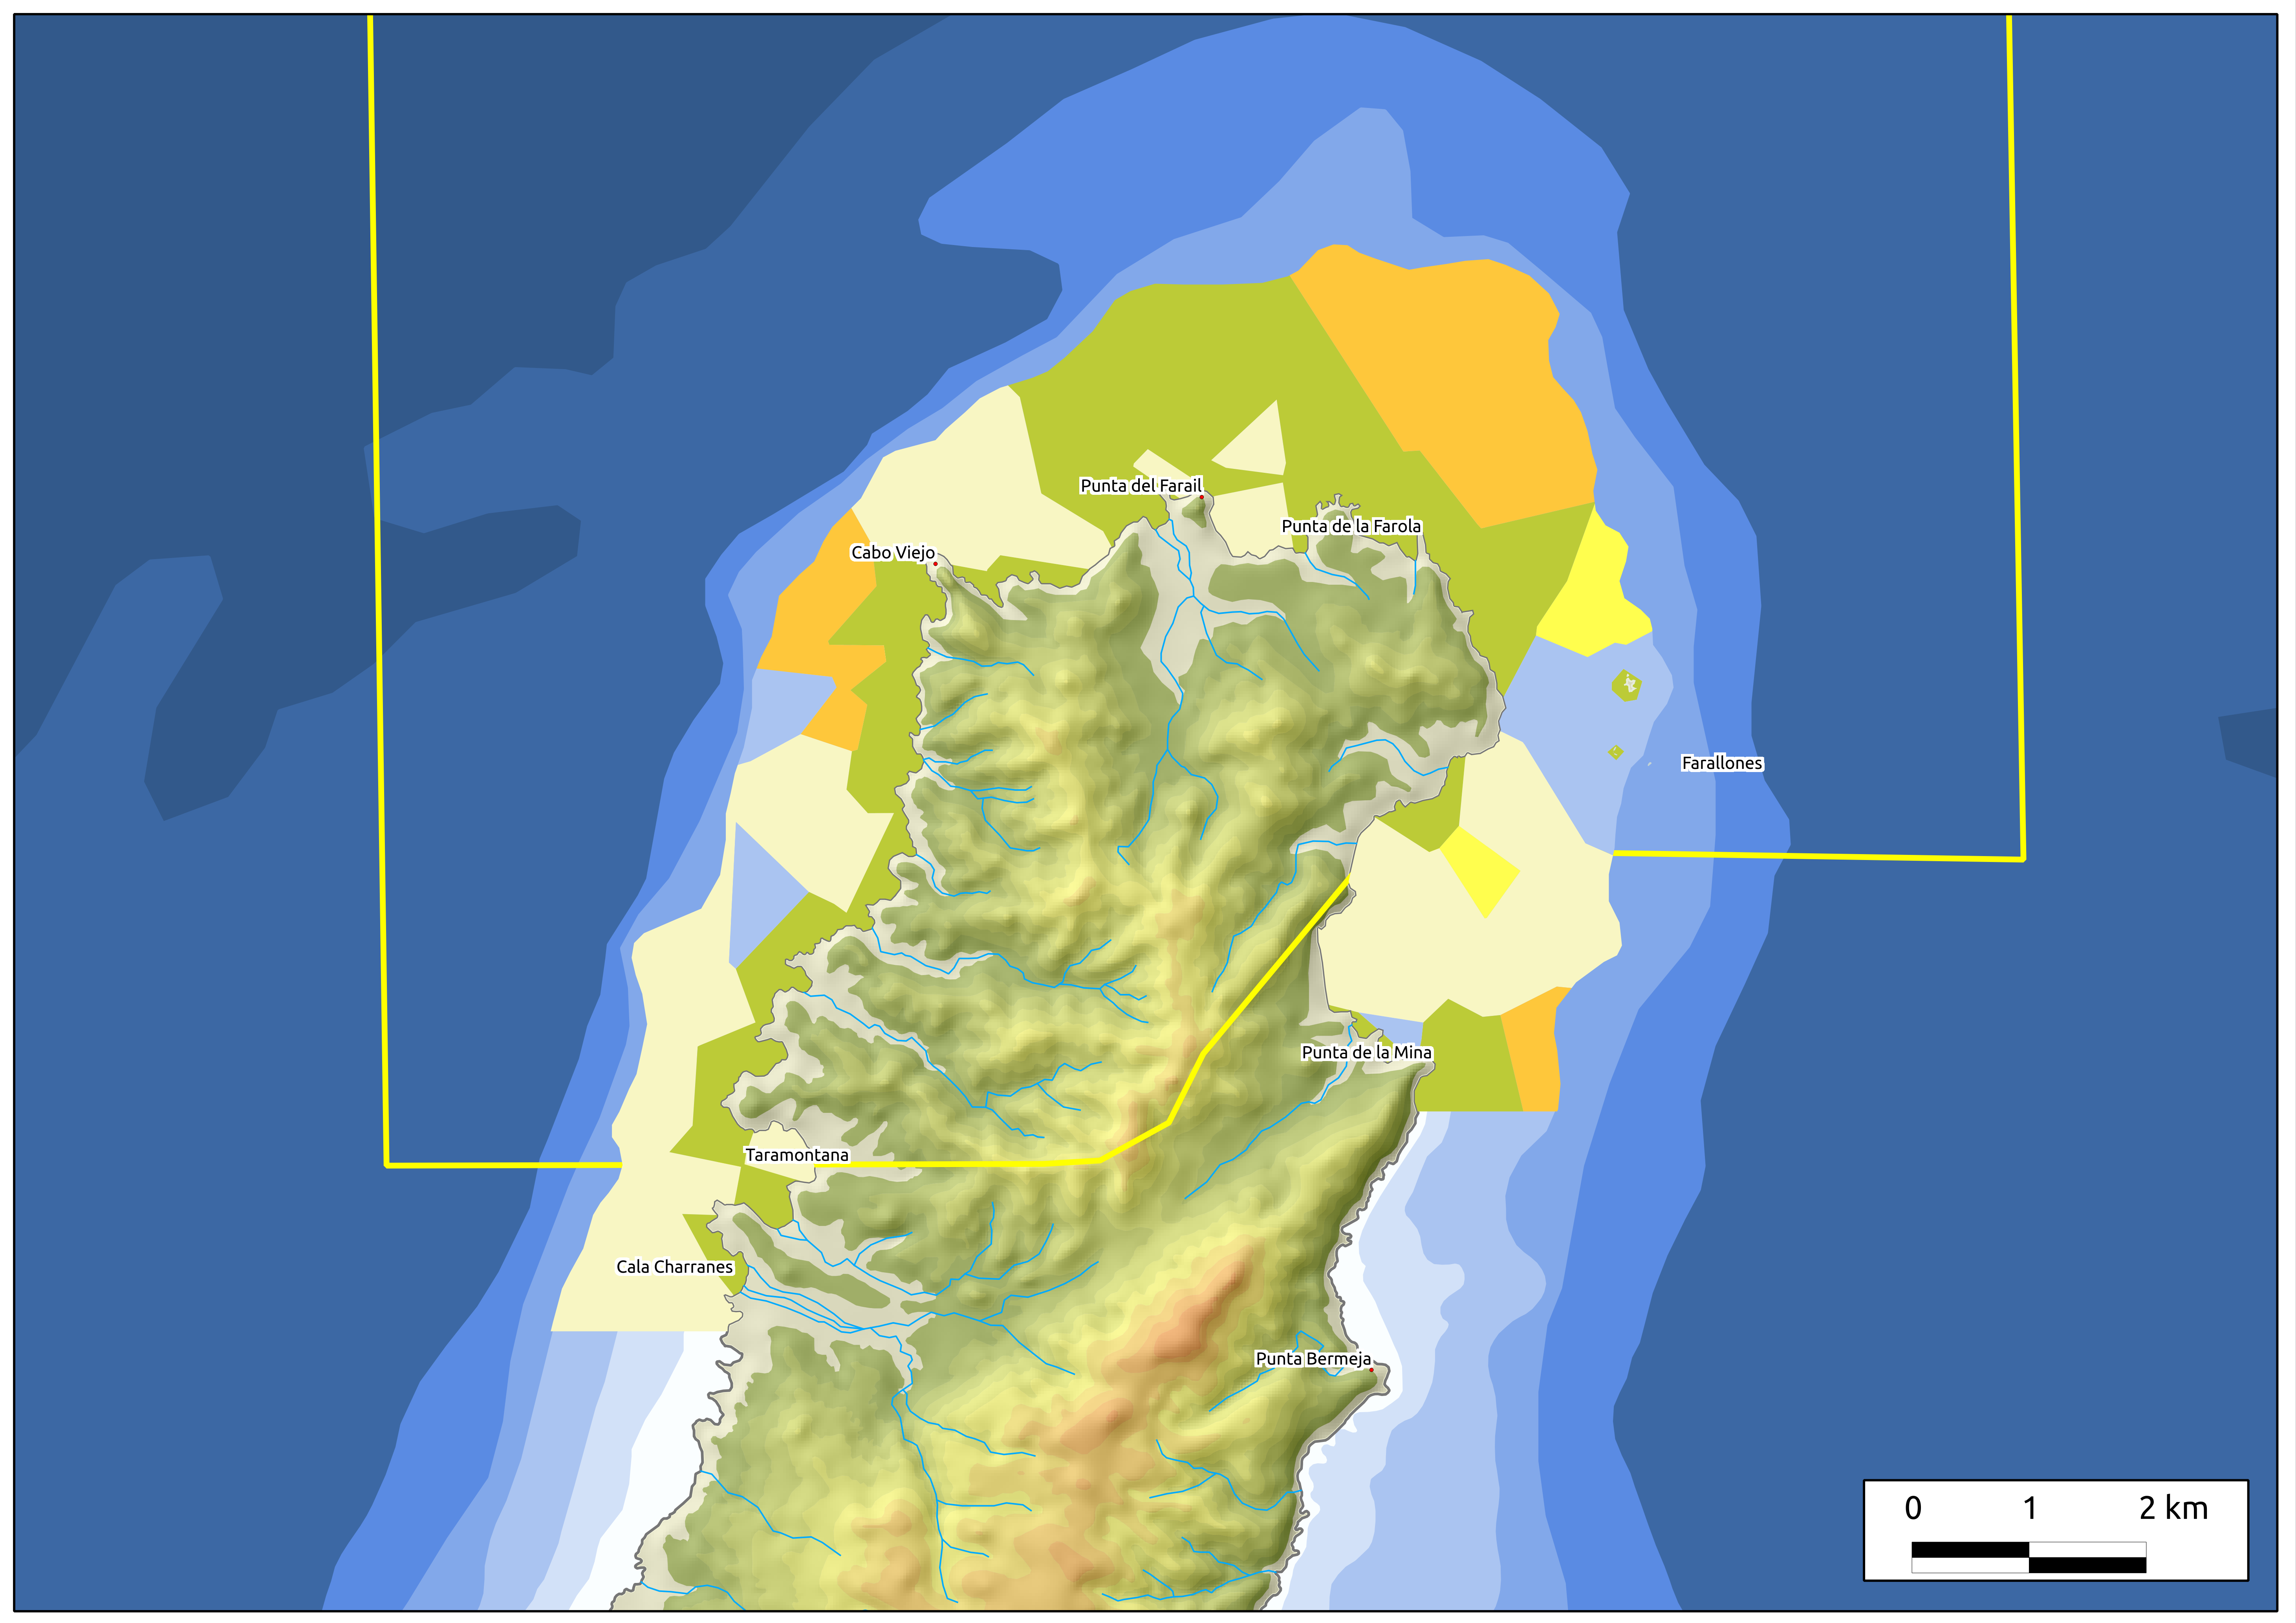 Punta del Farail
Punta de la Farola
Cabo Viejo
Farallones
Punta de la Mina
Taramontana
Cala Charranes
Punta Bermeja
0 1 2 km